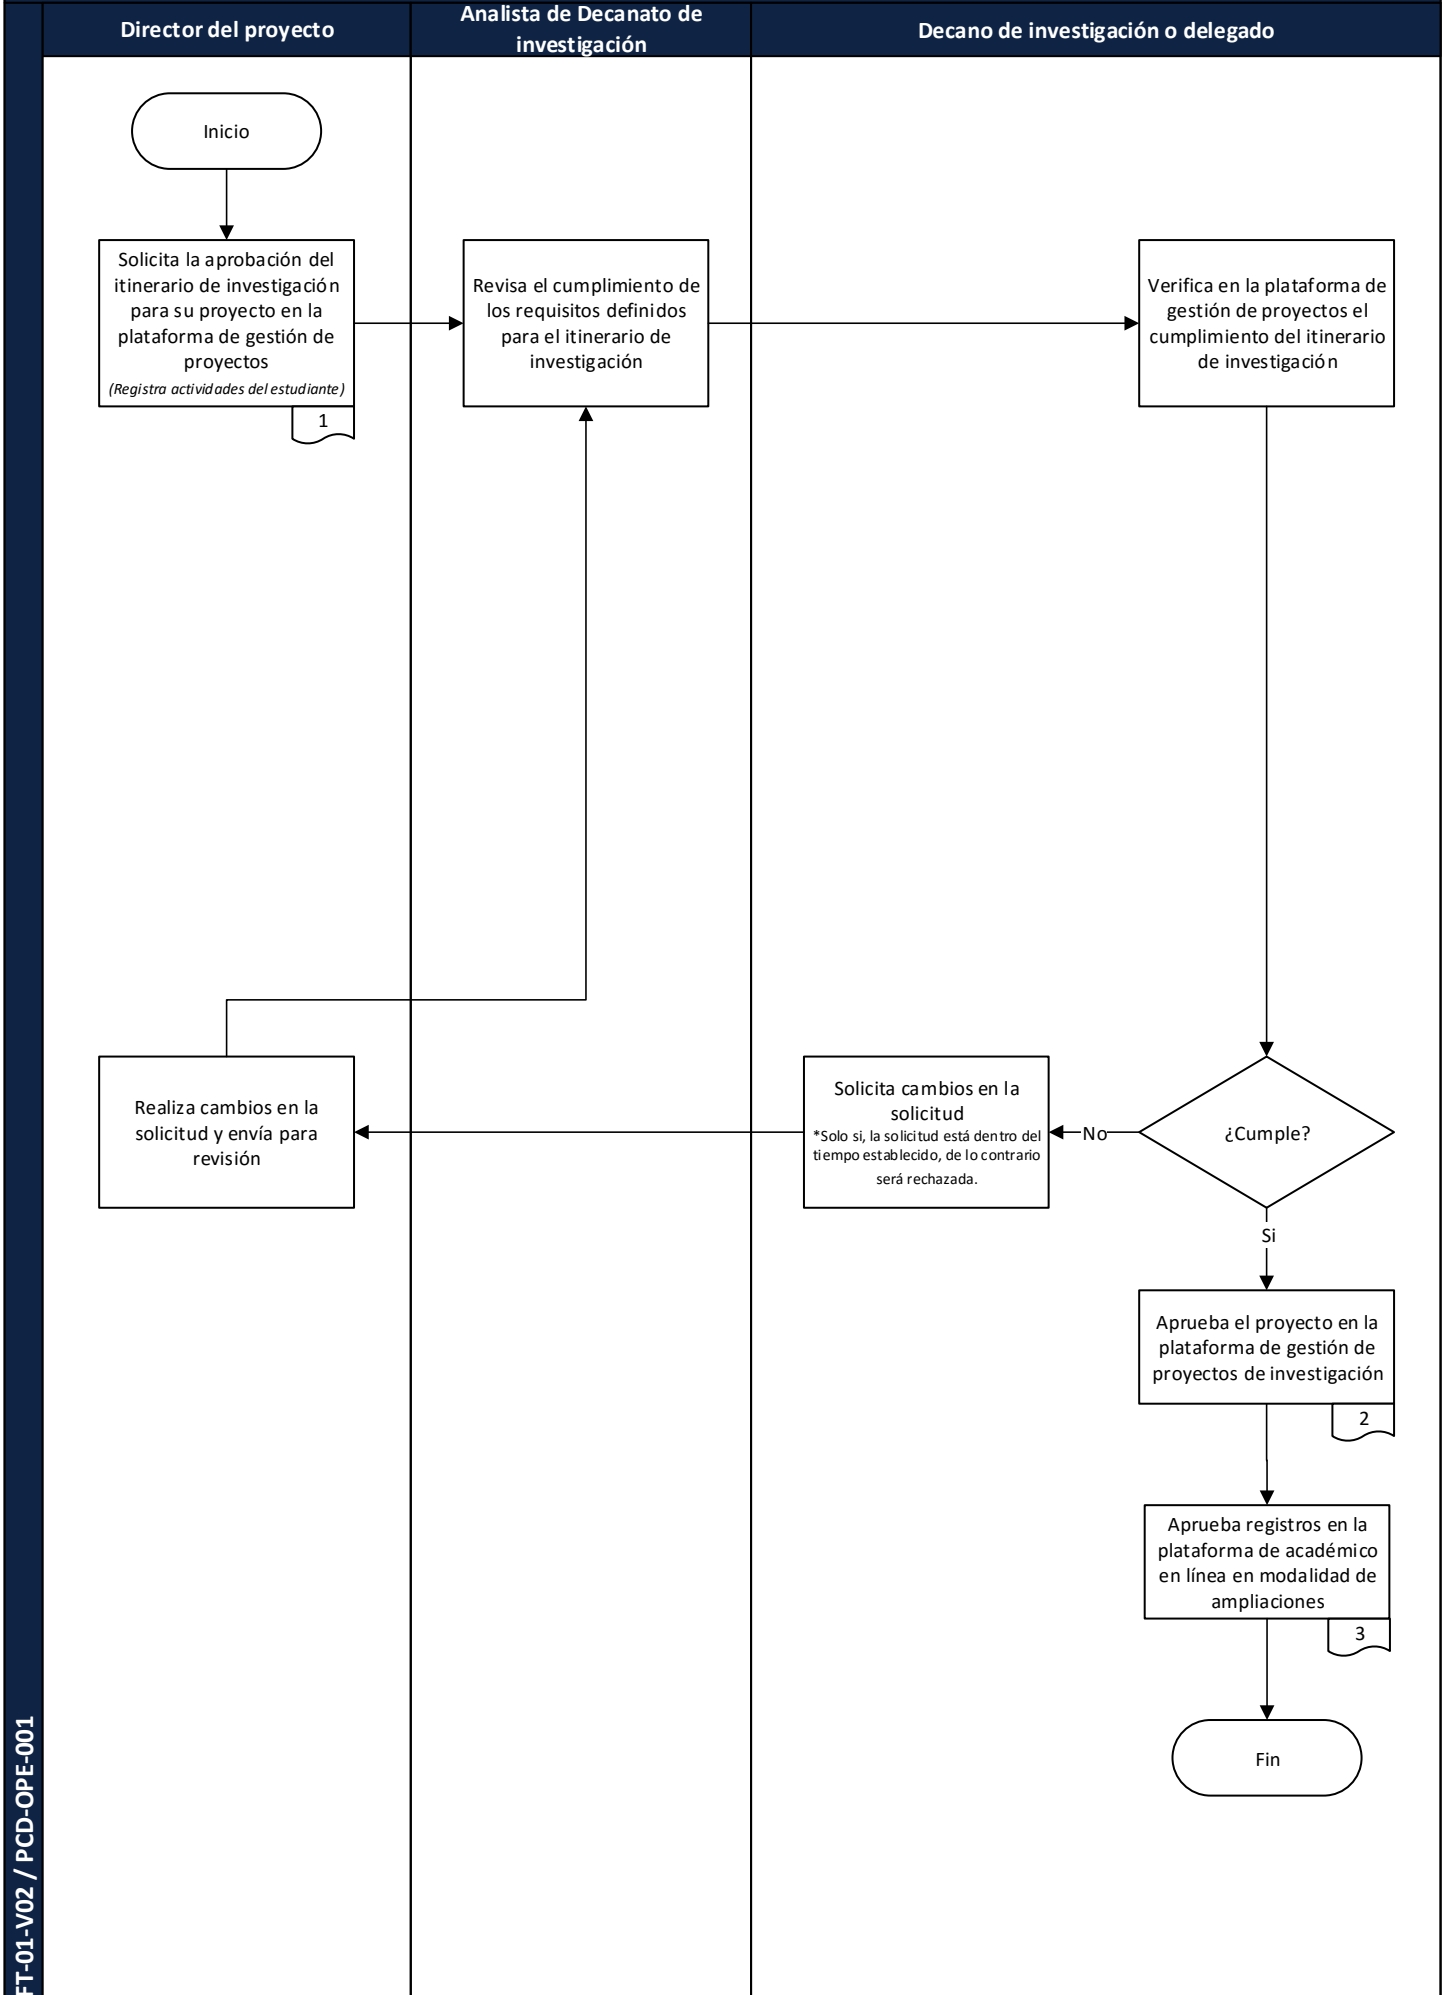 Director del proyecto
Analista de Decanato de
investigación
Decano de investigación o delegado
Inicio
Solicita la aprobación del
itinerario de investigación
para su proyecto en la
plataforma de gestión de
proyectos
(Registra actividades del estudiante)
1
Revisa el cumplimiento de
los requisitos definidos
para el itinerario de
investigación
Verifica en la plataforma de
gestión de proyectos el
cumplimiento del itinerario
de investigación
Realiza cambios en la
solicitud y envía para
revisión
Solicita cambios en la
solicitud
*Solo si, la solicitud está dentro del
tiempo establecido, de lo contrario
será rechazada.
No
¿Cumple?
Si
Aprueba el proyecto en la
plataforma de gestión de
proyectos de investigación
2
Aprueba registros en la
plataforma de académico
en línea en modalidad de
ampliaciones
3
Fin
FT-01-V02 / PCD-OPE-001